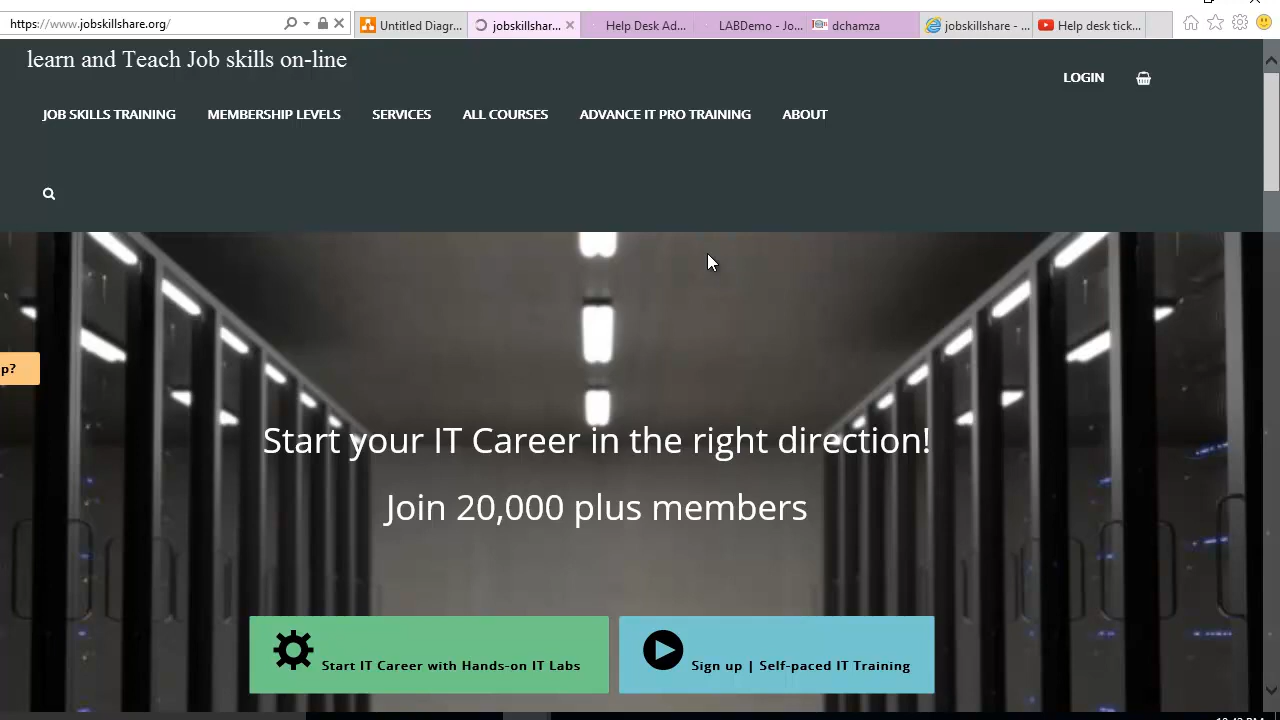 https://www.jobskillshare.org/
Untitled Diagr...
jobskillshare...
Help Desk Ad...
LABDemo - Jo...
dchamza
jobskillshare - ...
Help desk tick...
learn and Teach Job skills on-line
LOGIN
JOB SKILLS TRAINING
MEMBERSHIP LEVELS
SERVICES
ALL COURSES
ADVANCE IT PRO TRAINING
ABOUT
p?
Start your IT Career in the right direction!
Join 20,000 plus members
Start IT Career with Hands-on IT Labs
Sign up | Self-paced IT Training